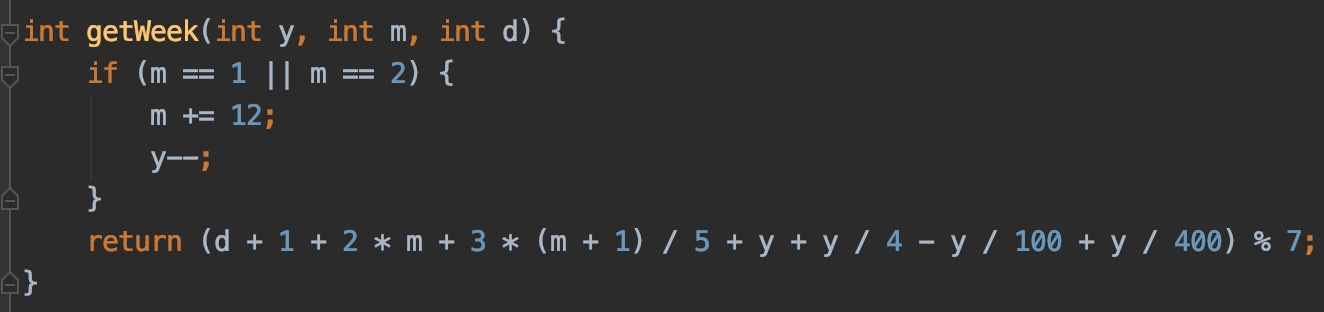 int getWeek(int y, int m, int d) {
    if (m == 1 || m == 2) {
        m += 12;
        y--;
    }
    return (d + 1 + 2 * m + 3 * (m + 1) / 5 + y + y / 4 - y / 100 + y / 400) % 7;
}